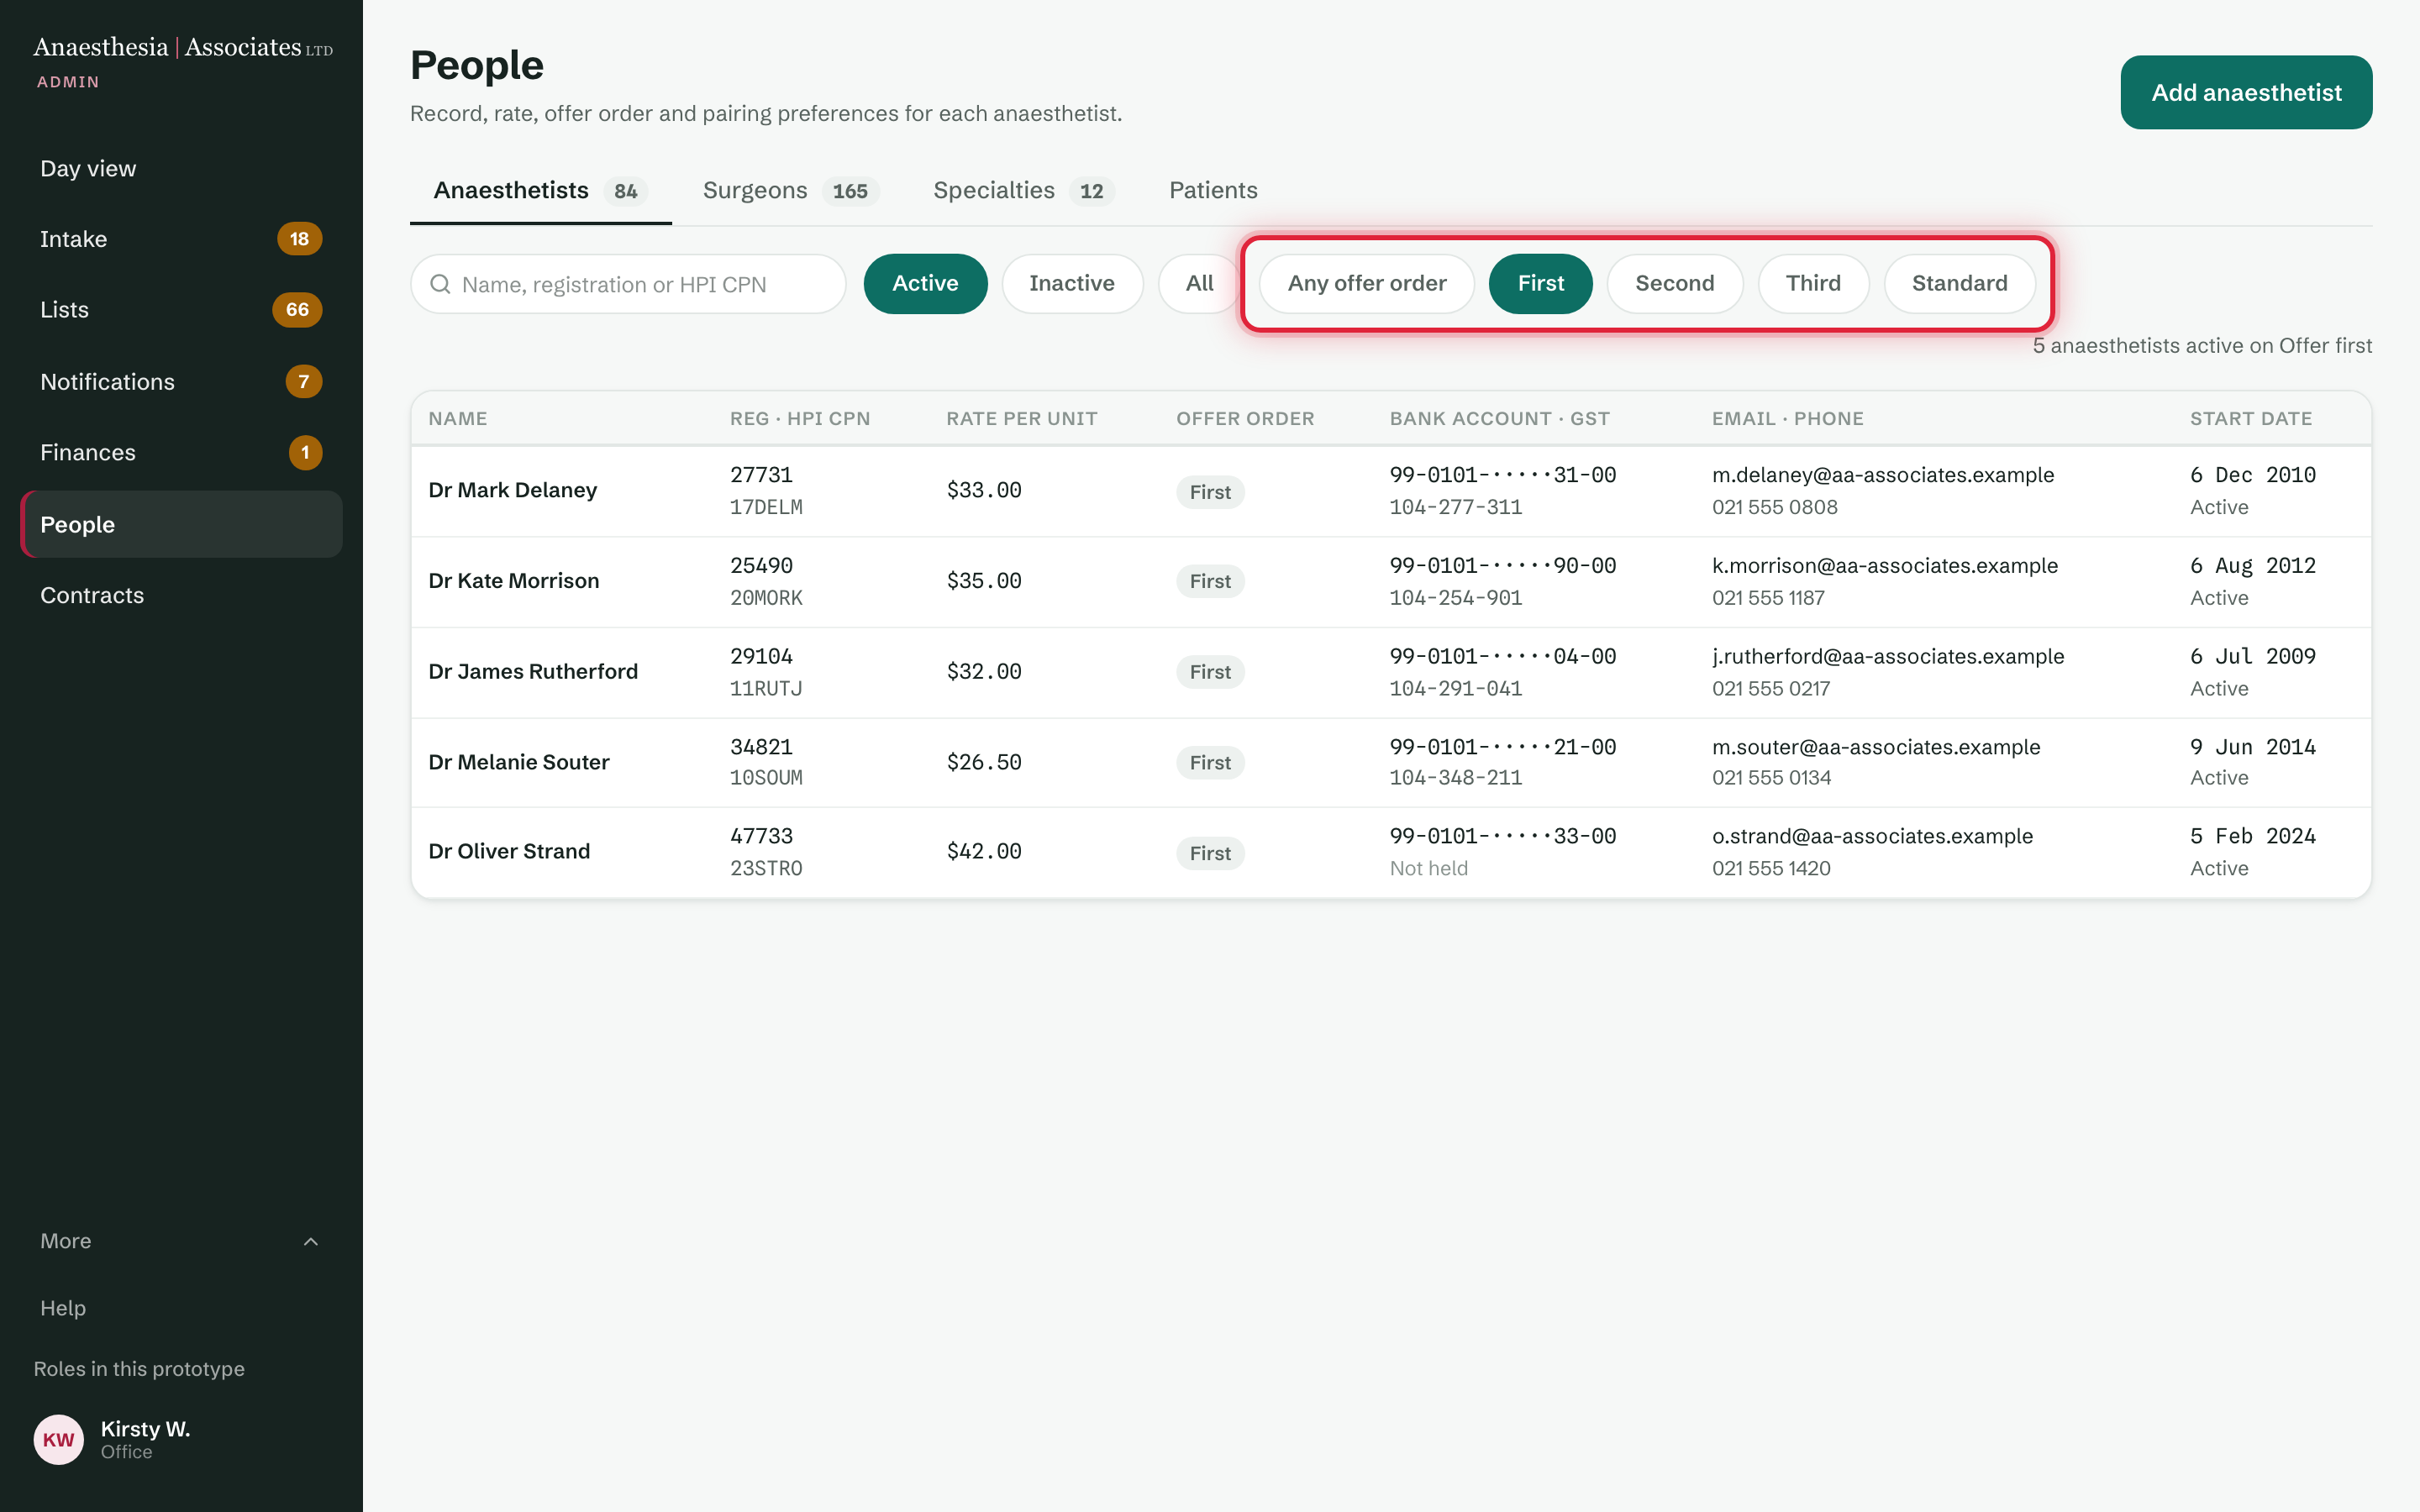 Anaesthesia | Associates LTD
ADMIN
Day view
Intake 18
Lists 66
Notifications 7
Finances 1
People
Contracts
More
Help
Roles in this prototype
KW
Kirsty W.
Office
People
Record, rate, offer order and pairing preferences for each anaesthetist.
Add anaesthetist
Anaesthetists 84 Surgeons 165 Specialties 12 Patients
Name, registration or HPI CPN Active Inactive All Any offer order First Second Third Standard
5 anaesthetists active on Offer first
NAME REG · HPI CPN RATE PER UNIT OFFER ORDER BANK ACCOUNT · GST EMAIL · PHONE START DATE
Dr Mark Delaney 27731 $33.00 First 99-0101-·····31-00 m.delaney@aa-associates.example 6 Dec 2010
17DELM 104-277-311 021 555 0808 Active
Dr Kate Morrison 25490 $35.00 First 99-0101-·····90-00 k.morrison@aa-associates.example 6 Aug 2012
20MORK 104-254-901 021 555 1187 Active
Dr James Rutherford 29104 $32.00 First 99-0101-·····04-00 j.rutherford@aa-associates.example 6 Jul 2009
11RUTJ 104-291-041 021 555 0217 Active
Dr Melanie Souter 34821 $26.50 First 99-0101-·····21-00 m.souter@aa-associates.example 9 Jun 2014
10SOUM 104-348-211 021 555 0134 Active
Dr Oliver Strand 47733 $42.00 First 99-0101-·····33-00 o.strand@aa-associates.example 5 Feb 2024
23STRO Not held 021 555 1420 Active